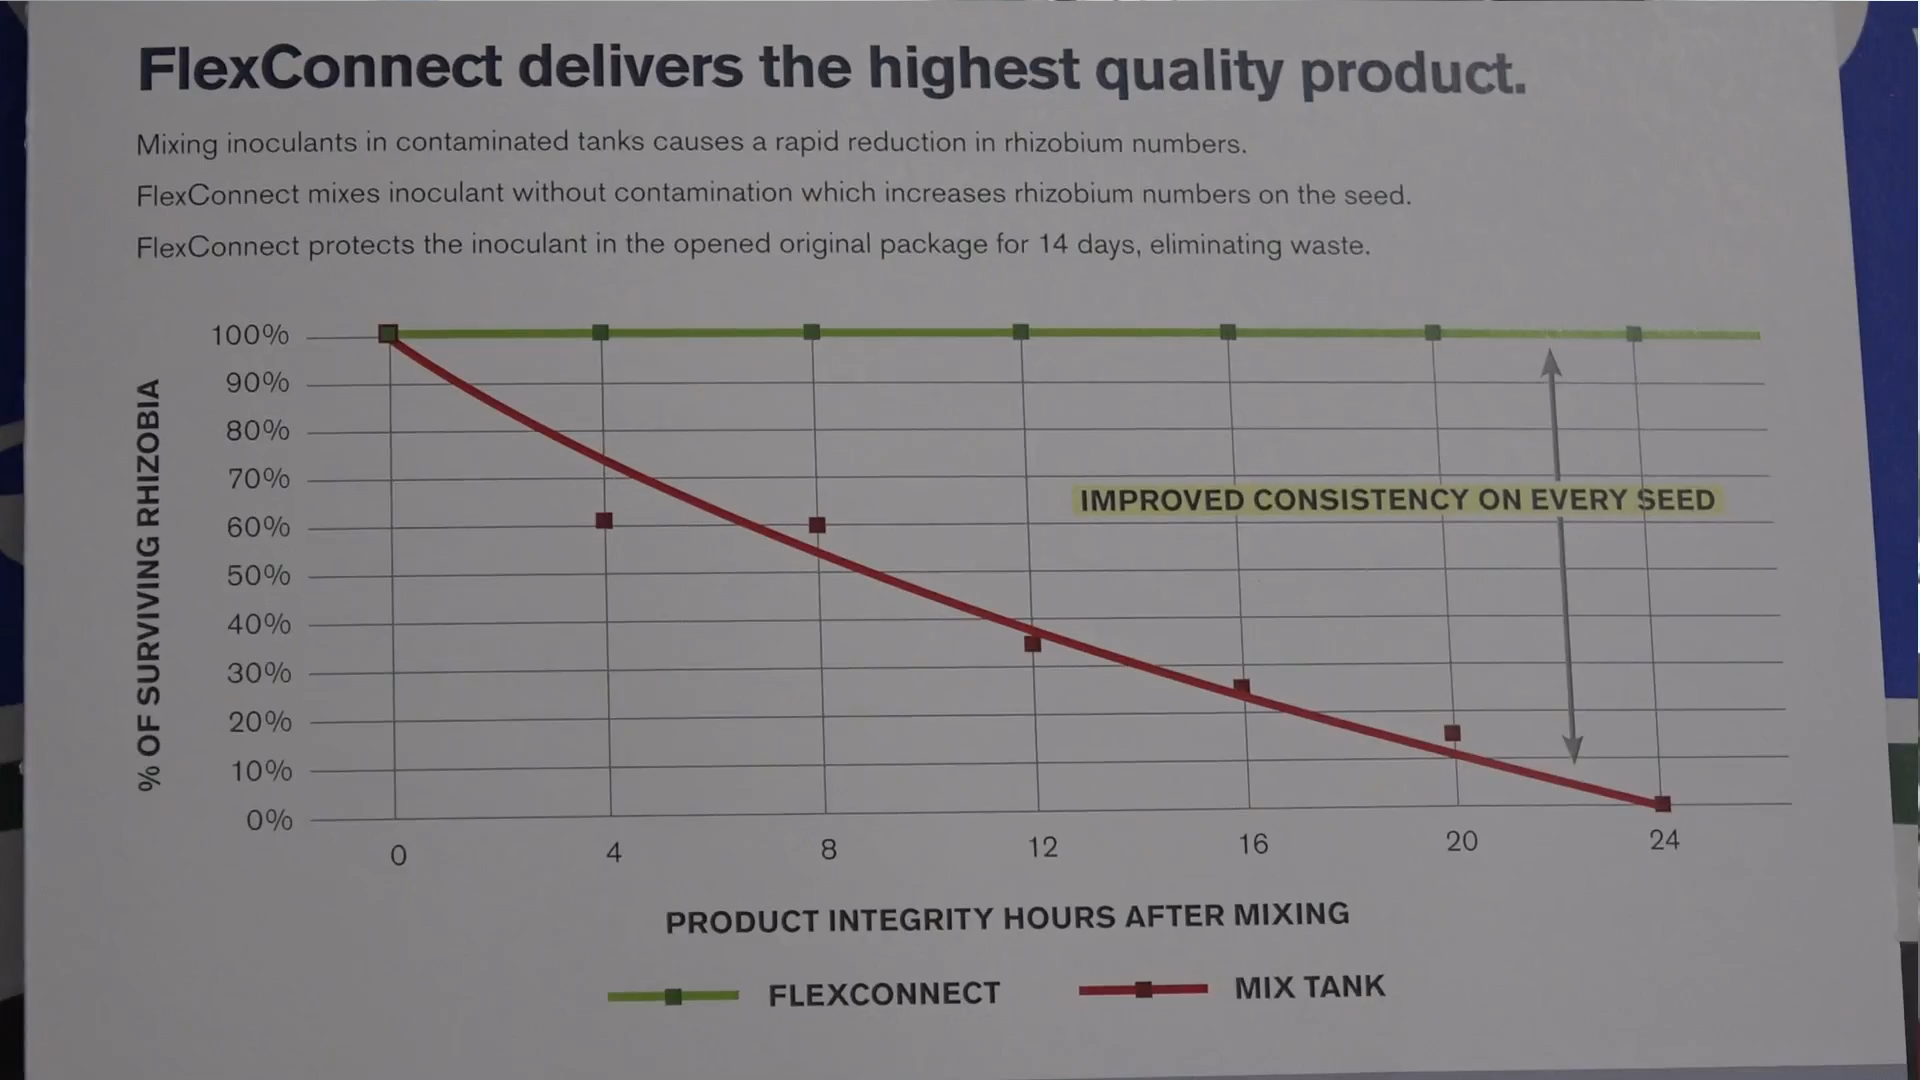 FlexConnect delivers the highest quality product.
Mixing inoculants in contaminated tanks causes a rapid reduction in rhizobium numbers.
FlexConnect mixes inoculant without contamination which increases rhizobium numbers on the seed.
FlexConnect protects the inoculant in the opened original package for 14 days, eliminating waste.
% OF SURVIVING RHIZOBIA
100%
90%
80%
70%
60%
50%
40%
30%
20%
10%
0%
IMPROVED CONSISTENCY ON EVERY SEED
0 4 8 12 16 20 24
PRODUCT INTEGRITY HOURS AFTER MIXING
FLEXCONNECT MIX TANK